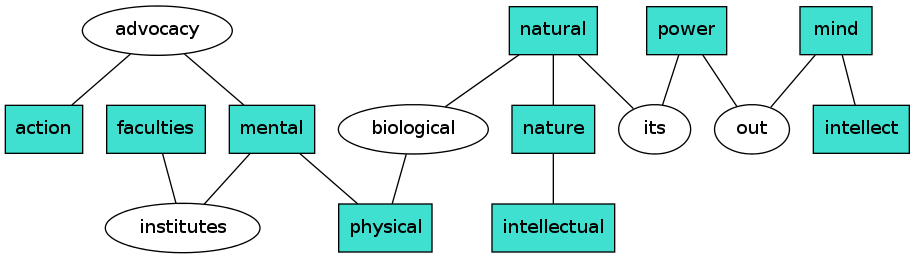 advocacy
natural
power
mind
action
faculties
mental
biological
nature
its
out
intellect
institutes
physical
intellectual